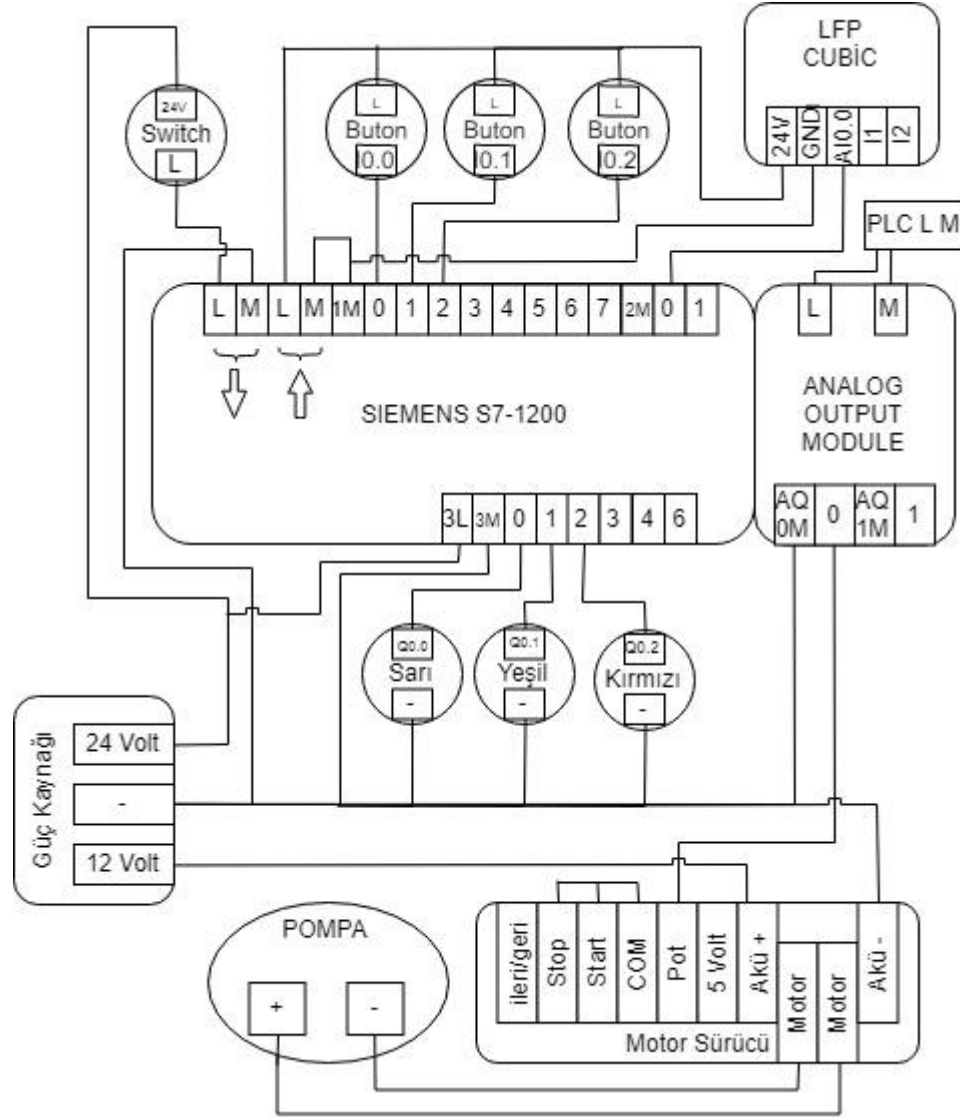 LFP
CUBİC
24V
GND
AI0.0
I1
I2
24V
Switch
L
L
Buton
I0.0
L
Buton
I0.1
L
Buton
I0.2
PLC L M
L M L M 1M 0 1 2 3 4 5 6 7 2M 0 1
L M
SIEMENS S7-1200
ANALOG
OUTPUT
MODULE
3L 3M 0 1 2 3 4 6
AQ
0M
0
AQ
1M
1
Q0.0
Sarı
-
Q0.1
Yeşil
-
Q0.2
Kırmızı
-
Güç Kaynağı
24 Volt
-
12 Volt
POMPA
+
-
ileri/geri
Stop
Start
COM
Pot
5 Volt
Akü +
Motor
Motor
Akü -
Motor Sürücü